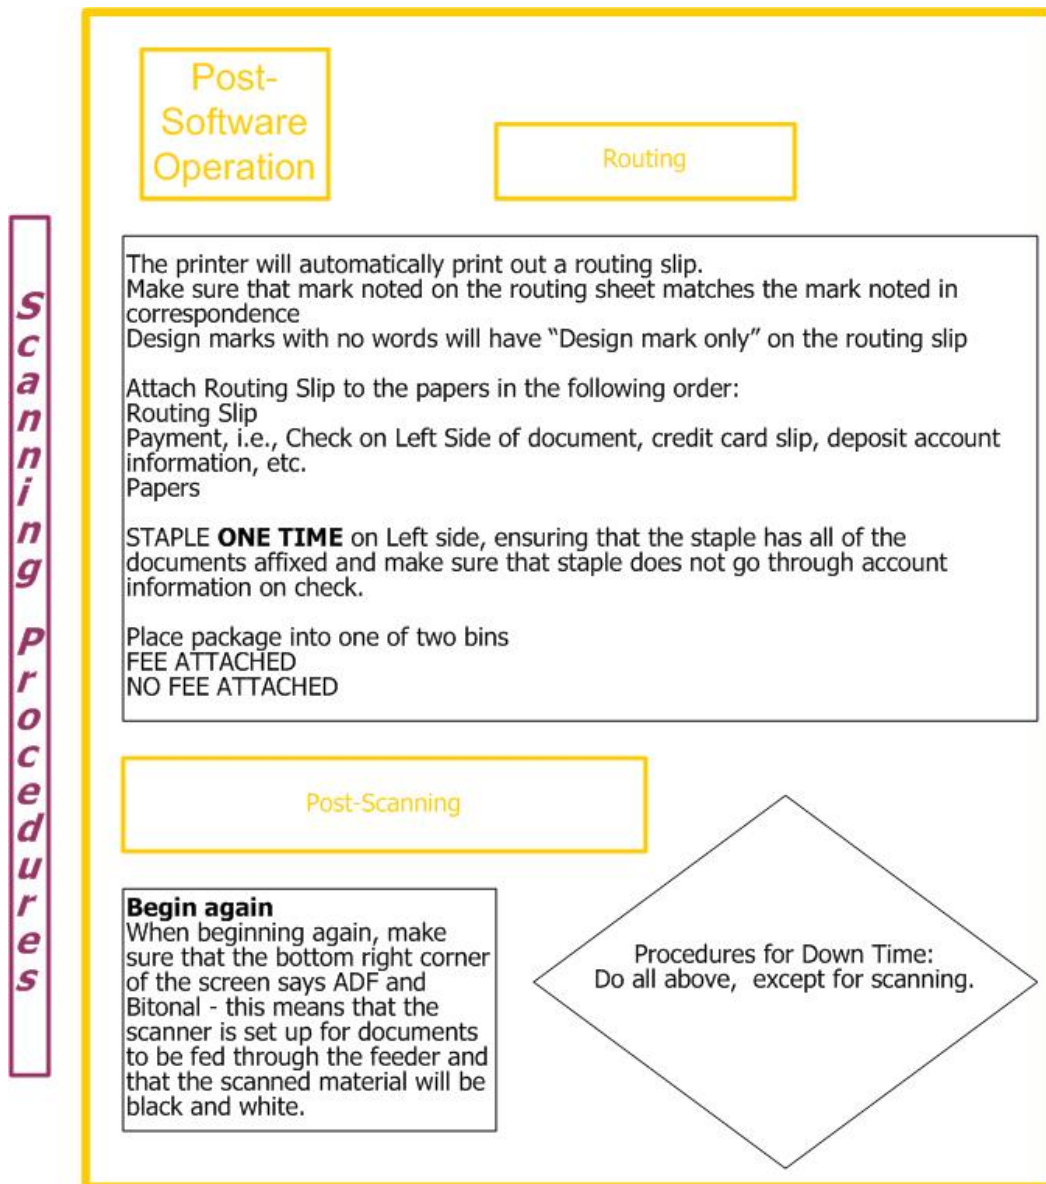 Post-
Software
Operation
Routing
Scanning Procedures
The printer will automatically print out a routing slip.
Make sure that mark noted on the routing sheet matches the mark noted in
correspondence
Design marks with no words will have “Design mark only” on the routing slip
Attach Routing Slip to the papers in the following order:
Routing Slip
Payment, i.e., Check on Left Side of document, credit card slip, deposit account
information, etc.
Papers
STAPLE ONE TIME on Left side, ensuring that the staple has all of the
documents affixed and make sure that staple does not go through account
information on check.
Place package into one of two bins
FEE ATTACHED
NO FEE ATTACHED
Post-Scanning
Begin again
When beginning again, make
sure that the bottom right corner
of the screen says ADF and
Bitonal - this means that the
scanner is set up for documents
to be fed through the feeder and
that the scanned material will be
black and white.
Procedures for Down Time:
Do all above,  except for scanning.